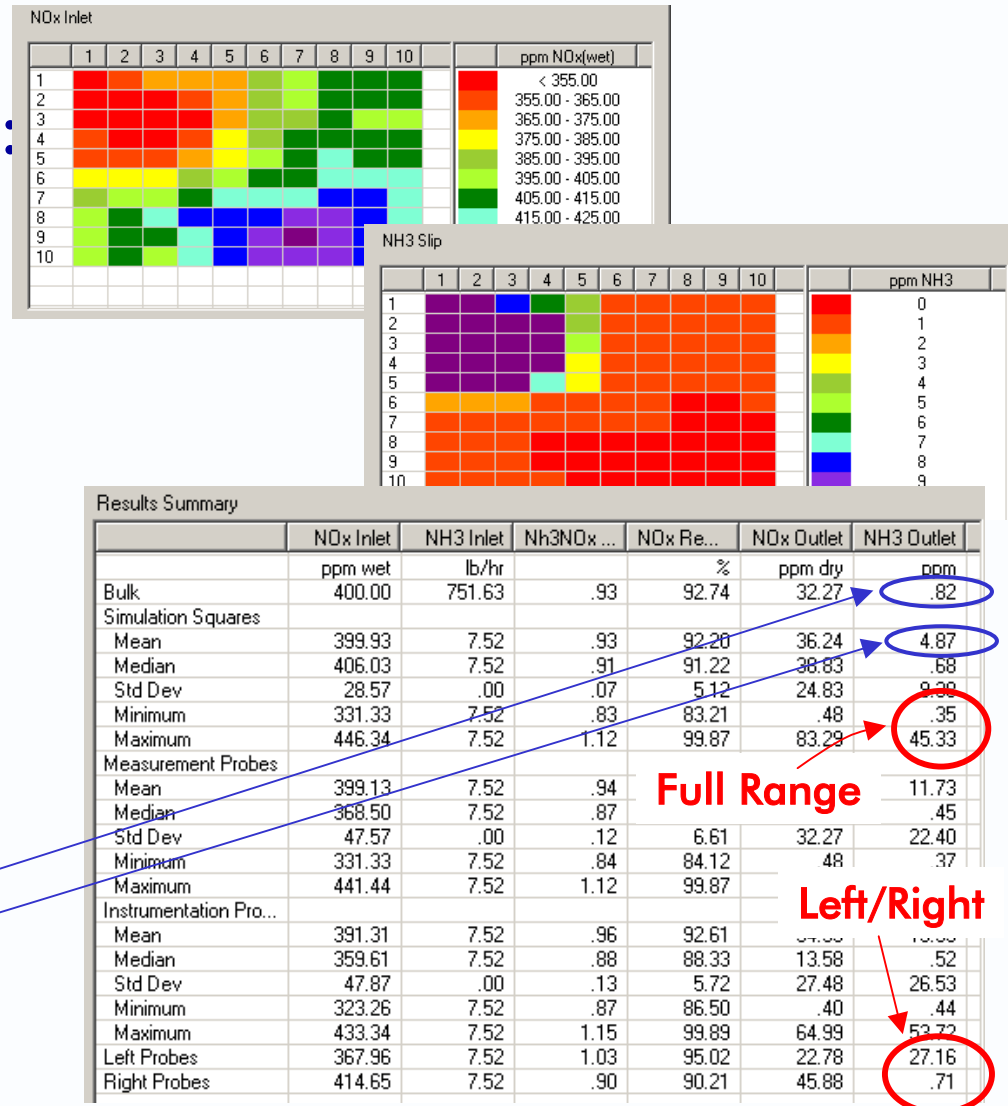 NOx Inlet
1 2 3 4 5 6 7 8 9 10 ppm NOx(wet)
1 < 355.00
2 355.00 - 365.00
3 365.00 - 375.00
4 375.00 - 385.00
5 385.00 - 395.00
6 395.00 - 405.00
7 405.00 - 415.00
8 415.00 - 425.00
9
10
NH3 Slip
1 2 3 4 5 6 7 8 9 10 ppm NH3
1 0
2 1
3 2
4 3
5 4
6 5
7 6
8 7
9 8
10 9
Results Summary
NOx Inlet NH3 Inlet Nh3NOx ... NOx Re... NOx Outlet NH3 Outlet
ppm wet lb/hr % ppm dry ppm
Bulk 400.00 751.63 .93 92.74 32.27 .82
Simulation Squares
Mean 399.93 7.52 .93 92.20 36.24 4.87
Median 406.03 7.52 .91 91.22 38.83 .68
Std Dev 28.57 .00 .07 5.12 24.83
Minimum 331.33 7.52 .83 83.21 .48 .35
Maximum 446.34 7.52 1.12 99.87 83.29 45.33
Measurement Probes
Full Range
Mean 399.13 7.52 .94 11.73
Median 368.50 7.52 .87 .45
Std Dev 47.57 .00 .12 6.61 32.27 22.40
Minimum 331.33 7.52 .84 84.12 .48 .37
Maximum 441.44 7.52 1.12 99.87
Left/Right
Instrumentation Pro...
Mean 391.31 7.52 .96 92.61
Median 359.61 7.52 .88 88.33 13.58 .52
Std Dev 47.87 .00 .13 5.72 27.48 26.53
Minimum 323.26 7.52 .87 86.50 .40 .44
Maximum 433.34 7.52 1.15 99.89 64.99 53.72
Left Probes 367.96 7.52 1.03 95.02 22.78 27.16
Right Probes 414.65 7.52 .90 90.21 45.88 .71